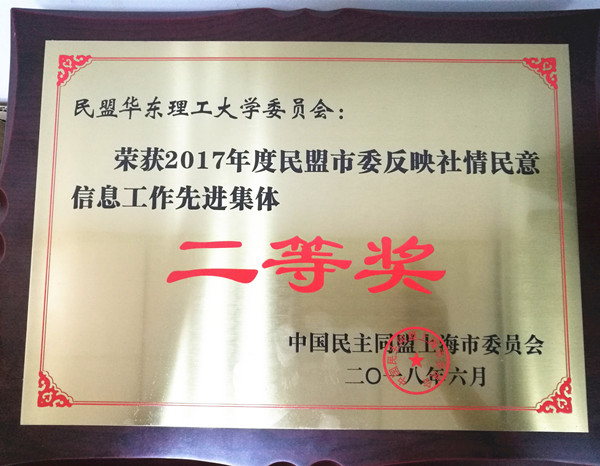 民盟华东理工大学委员会：
荣获2017年度民盟市委反映社情民意
信息工作先进集体
二等奖
中国民主同盟上海市委员会
二〇一八年六月